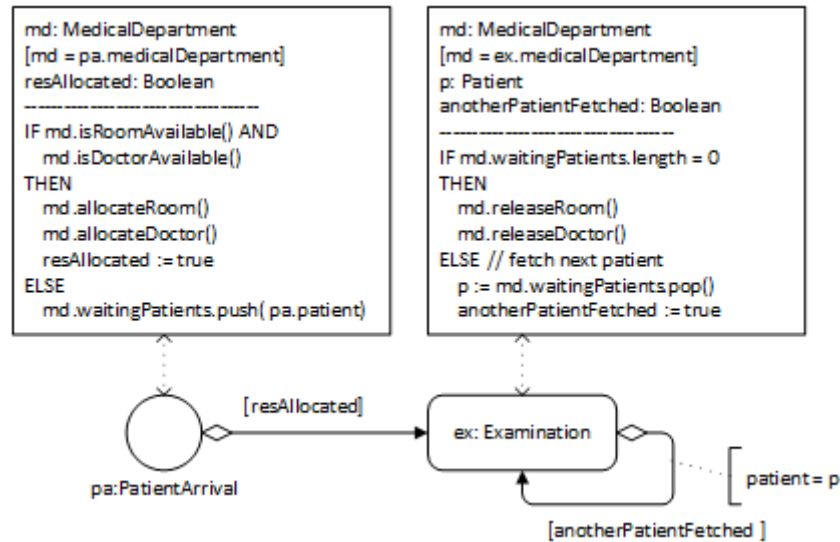 md: MedicalDepartment
[md = pa.medicalDepartment]
resAllocated: Boolean
------------------------------------
IF md.isRoomAvailable() AND
md.isDoctorAvailable()
THEN
md.allocateRoom()
md.allocateDoctor()
resAllocated := true
ELSE
md.waitingPatients.push( pa.patient)
md: MedicalDepartment
[md = ex.medicalDepartment]
p: Patient
anotherPatientFetched: Boolean
------------------------------------
IF md.waitingPatients.length = 0
THEN
md.releaseRoom()
md.releaseDoctor()
ELSE // fetch next patient
p := md.waitingPatients.pop()
anotherPatientFetched := true
[resAllocated]
ex: Examination
pa:PatientArrival
patient = p
[anotherPatientFetched ]